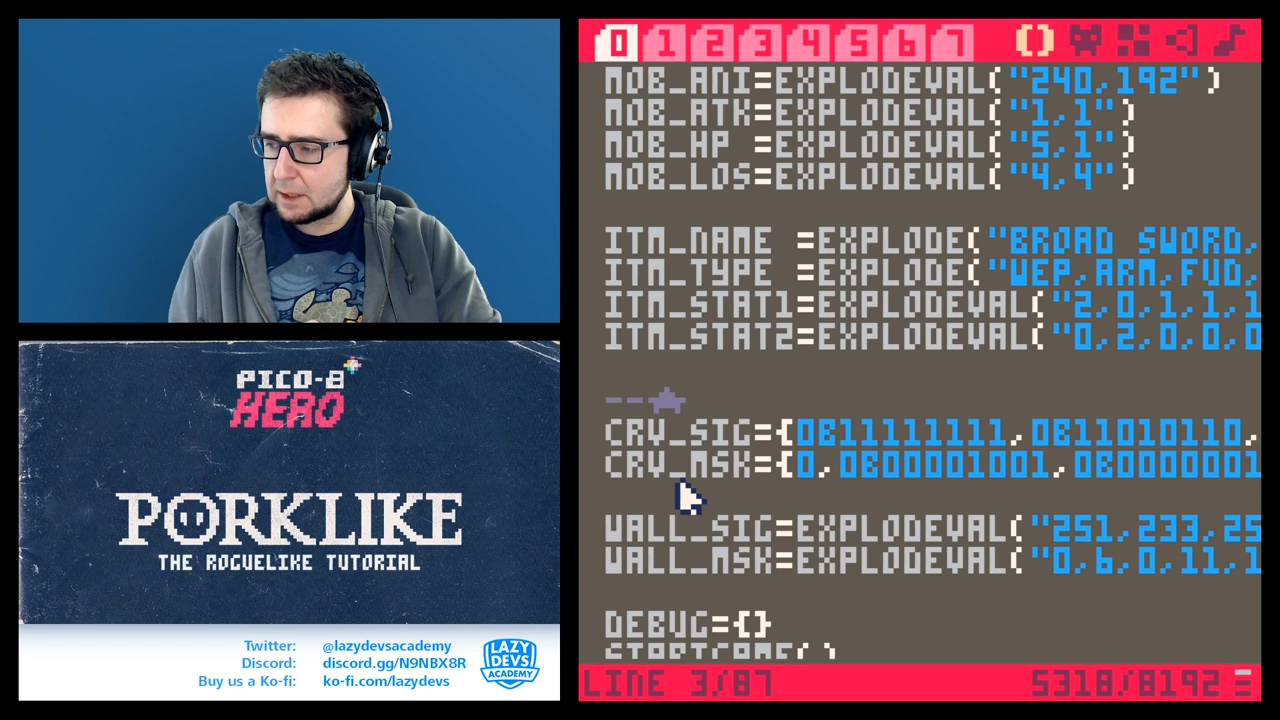 PICO-8
HERO
PORKLIKE
THE ROGUELIKE TUTORIAL
Twitter: @lazydevsacademy
Discord: discord.gg/N9NBX8R
Buy us a Ko-fi: ko-fi.com/lazydevs
LAZY
DEVS
ACADEMY
0 1 2 3 4 5 6 7 ()
MOB_ANI=EXPLODEVAL("240,192")
MOB_ATK=EXPLODEVAL("1,1")
MOB_HP =EXPLODEVAL("5,1")
MOB_LOS=EXPLODEVAL("4,4")
ITM_NAME =EXPLODE("BROAD SWORD,
ITM_TYPE =EXPLODE("WEP,ARM,FUD,
ITM_STAT1=EXPLODEVAL("2,0,1,1,1
ITM_STAT2=EXPLODEVAL("0,2,0,0,0
--
CRV_SIG={0B11111111,0B11010110,
CRV_MSK={0,0B00001001,0B0000001
WALL_SIG=EXPLODEVAL("251,233,25
WALL_MSK=EXPLODEVAL("0,6,0,11,1
DEBUG={}
STARTGAME()
LINE 3/87 5318/8192